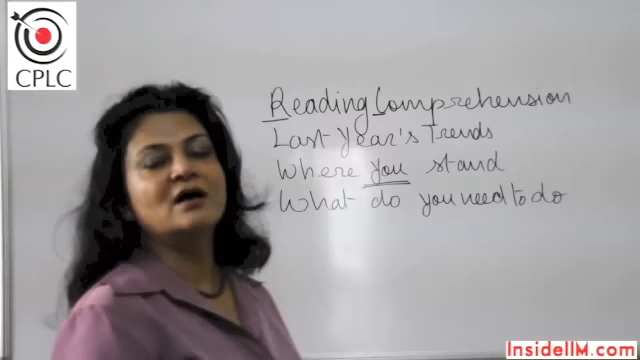 CPLC
Reading Comprehension
Last Year's Trends
Where you stand
What do you need to do
InsideIIM.com